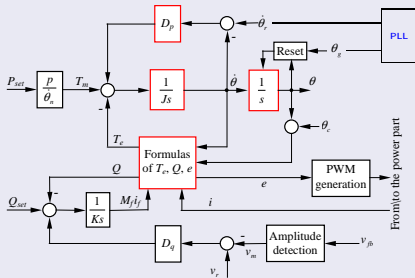 D_p
-
θ̇_r
PLL
Reset
θ_g
P_set
p
θ̇_n
T_m
1
Js
θ̇
1
s
θ
-
T_e
θ_c
Q
Formulas
of
T_e, Q, e
e
PWM
generation
Q_set
-
1
Ks
M_f i_f
i
From/to the power part
D_q
-
v_m
Amplitude
detection
v_fb
v_r